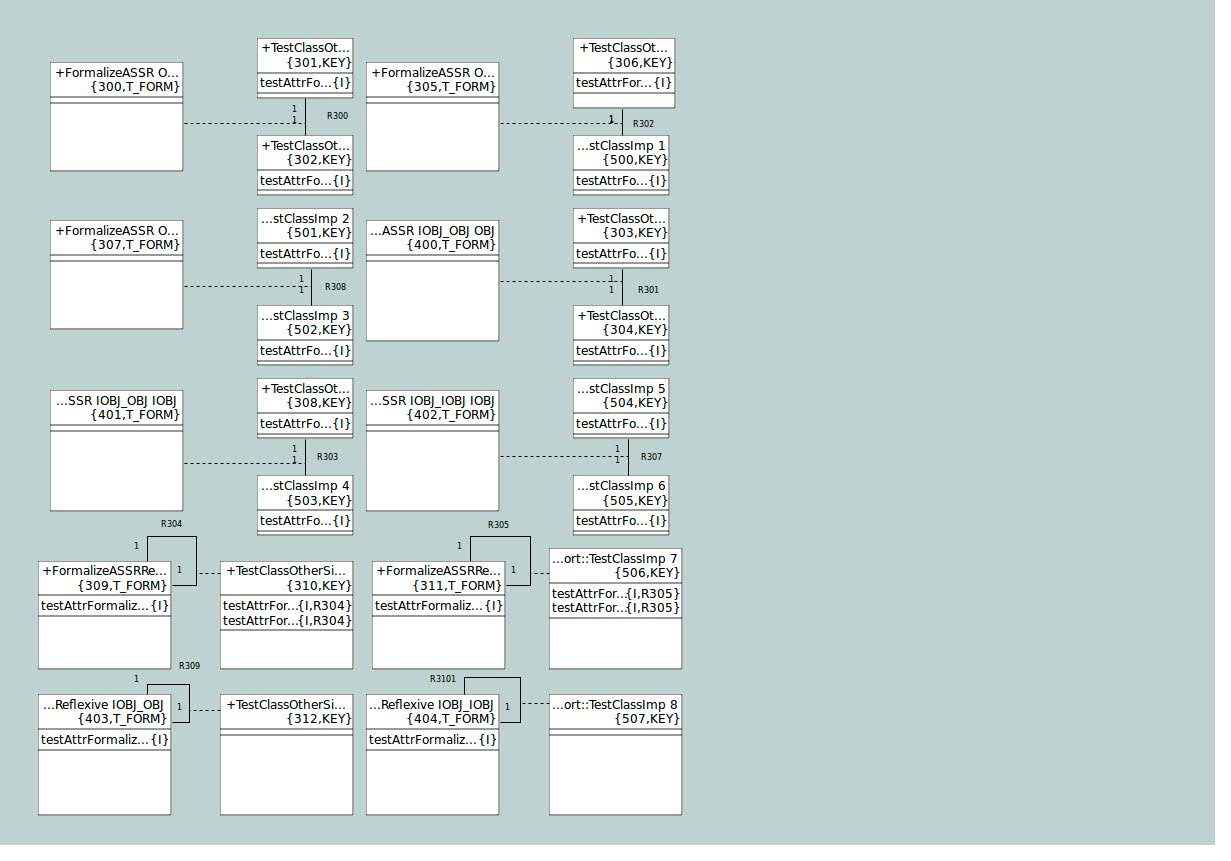 +FormalizeASSR O...
{300,T_FORM}
+TestClassOt...
{301,KEY}
testAttrFo...{I}
1
1
R300
+TestClassOt...
{302,KEY}
testAttrFo...{I}
+FormalizeASSR O...
{305,T_FORM}
+TestClassOt...
{306,KEY}
testAttrFor...{I}
1
R302
...stClassImp 1
{500,KEY}
testAttrFo...{I}
+FormalizeASSR O...
{307,T_FORM}
...stClassImp 2
{501,KEY}
testAttrFo...{I}
1
1
R308
...stClassImp 3
{502,KEY}
testAttrFo...{I}
...ASSR IOBJ_OBJ OBJ
{400,T_FORM}
+TestClassOt...
{303,KEY}
testAttrFo...{I}
1
1
R301
+TestClassOt...
{304,KEY}
testAttrFo...{I}
...SSR IOBJ_OBJ IOBJ
{401,T_FORM}
+TestClassOt...
{308,KEY}
testAttrFo...{I}
1
1
R303
...stClassImp 4
{503,KEY}
testAttrFo...{I}
...SSR IOBJ_IOBJ IOBJ
{402,T_FORM}
...stClassImp 5
{504,KEY}
testAttrFo...{I}
1
1
R307
...stClassImp 6
{505,KEY}
testAttrFo...{I}
R304
1
1
+FormalizeASSRRe...
{309,T_FORM}
testAttrFormaliz...{I}
+TestClassOtherSi...
{310,KEY}
testAttrFor...{I,R304}
testAttrFor...{I,R304}
R305
1
1
+FormalizeASSRRe...
{311,T_FORM}
testAttrFormaliz...{I}
...ort::TestClassImp 7
{506,KEY}
testAttrFor...{I,R305}
testAttrFor...{I,R305}
R309
1
1
...Reflexive IOBJ_OBJ
{403,T_FORM}
testAttrFormaliz...{I}
+TestClassOtherSi...
{312,KEY}
R3101
1
...Reflexive IOBJ_IOBJ
{404,T_FORM}
testAttrFormaliz...{I}
...ort::TestClassImp 8
{507,KEY}